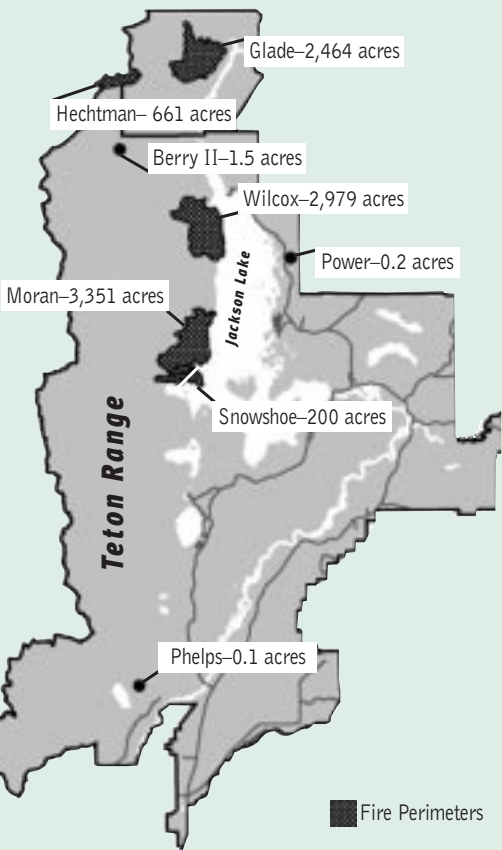 Glade–2,464 acres
Hechtman– 661 acres
Berry II–1.5 acres
Wilcox–2,979 acres
Power–0.2 acres
Jackson Lake
Moran–3,351 acres
Snowshoe–200 acres
Teton Range
Phelps–0.1 acres
Fire Perimeters